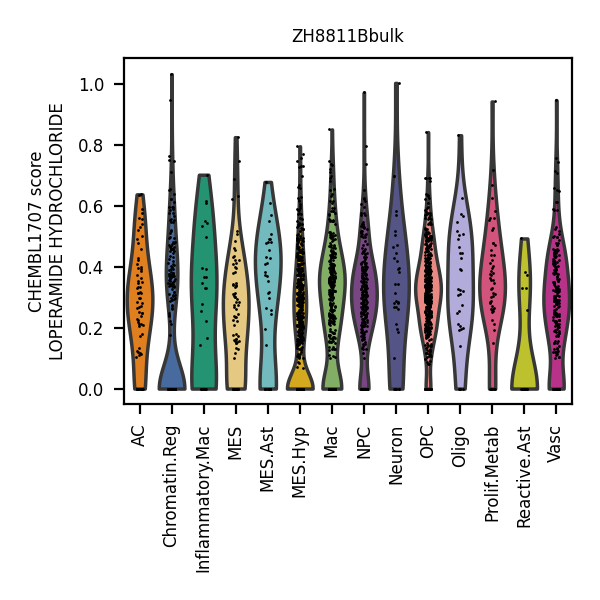 ZH8811Bbulk
CHEMBL1707 score
LOPERAMIDE HYDROCHLORIDE
1.0
0.8
0.6
0.4
0.2
0.0
AC
Chromatin.Reg
Inflammatory.Mac
MES
MES.Ast
MES.Hyp
Mac
NPC
Neuron
OPC
Oligo
Prolif.Metab
Reactive.Ast
Vasc